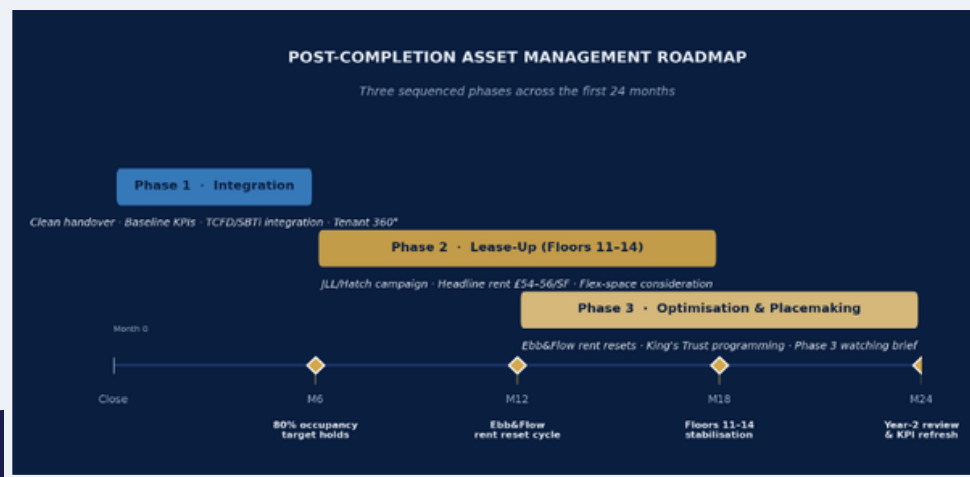 POST-COMPLETION ASSET MANAGEMENT ROADMAP
Three sequenced phases across the first 24 months
Phase 1 · Integration
Clean handover · Baseline KPIs · TCFD/SBTi integration · Tenant 360°
Phase 2 · Lease-Up (Floors 11–14)
JLL/Hatch campaign · Headline rent £54–56/SF · Flex-space consideration
Phase 3 · Optimisation & Placemaking
Ebb&Flow rent resets · King's Trust programming · Phase 3 watching brief
Month 0
Close
M6
M12
M18
M24
80% occupancy
target holds
Ebb&Flow
rent reset cycle
Floors 11–14
stabilisation
Year-2 review
& KPI refresh